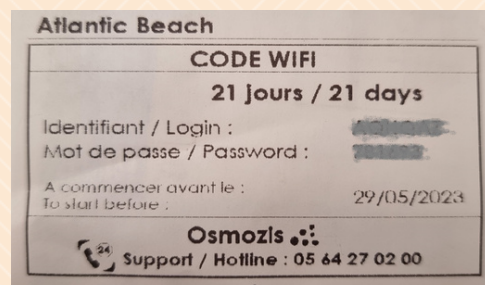 Atlantic Beach
CODE WIFI
21 jours / 21 days
Identifiant / Login :
Mot de passe / Password :
A commencer avant le :
To start before : 29/05/2023
Osmozis
24 Support / Hotline : 05 64 27 02 00